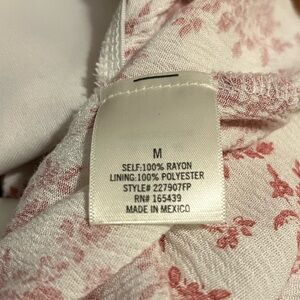 M
SELF:100% RAYON
LINING:100% POLYESTER
STYLE# 227907FP
RN# 165439
MADE IN MEXICO